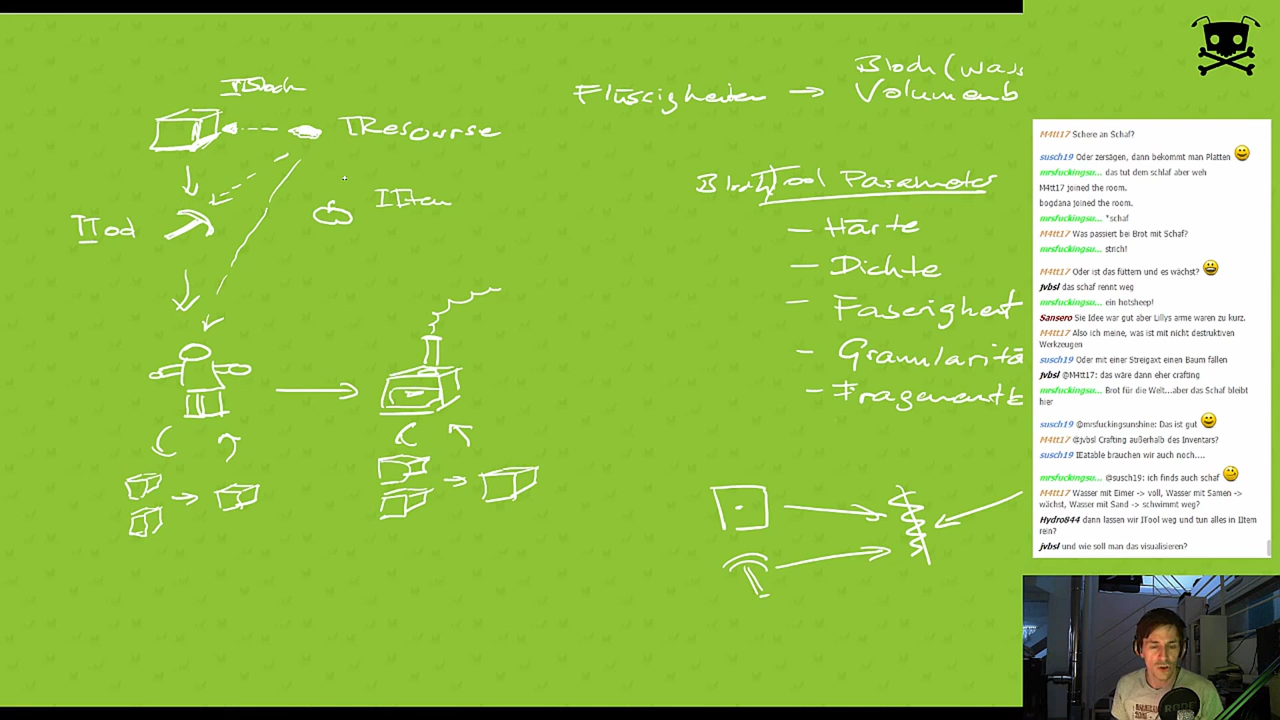 IBlock
IResourse
ITool
IItem
Flüssigkeiten → Block (was
Volumenb
Block/Tool Parameter
- Härte
- Dichte
- Faserigkeit
- Granularitä
- Fragmentb
M4tt17 Schere an Schaf?
susch19 Oder zersägen, dann bekommt man Platten
mrsfuckingsu... das tut dem schlaf aber weh
M4tt17 joined the room.
bogdana joined the room.
mrsfuckingsu... *schaf
M4tt17 Was passiert bei Brot mit Schaf?
mrsfuckingsu... strich!
M4tt17 Oder ist das füttern und es wächst?
jvbsl das schaf rennt weg
mrsfuckingsu... ein hotsheep!
Sansero Sie Idee war gut aber Lillys arme waren zu kurz.
M4tt17 Also ich meine, was ist mit nicht destruktiven
Werkzeugen
susch19 Oder mit einer Streigaxt einen Baum fällen
jvbsl @M4tt17: das wäre dann eher crafting
mrsfuckingsu... Brot für die Welt...aber das Schaf bleibt
hier
susch19 @mrsfuckingsunshine: Das ist gut
M4tt17 @jvbsl Crafting außerhalb des Inventars?
susch19 IEatable brauchen wir auch noch....
mrsfuckingsu... @susch19: ich finds auch schaf
M4tt17 Wasser mit Eimer -> voll, Wasser mit Samen ->
wächst, Wasser mit Sand -> schwimmt weg?
Hydro844 dann lassen wir ITool weg und tun alles in IItem
rein?
jvbsl und wie soll man das visualisieren?
RODE